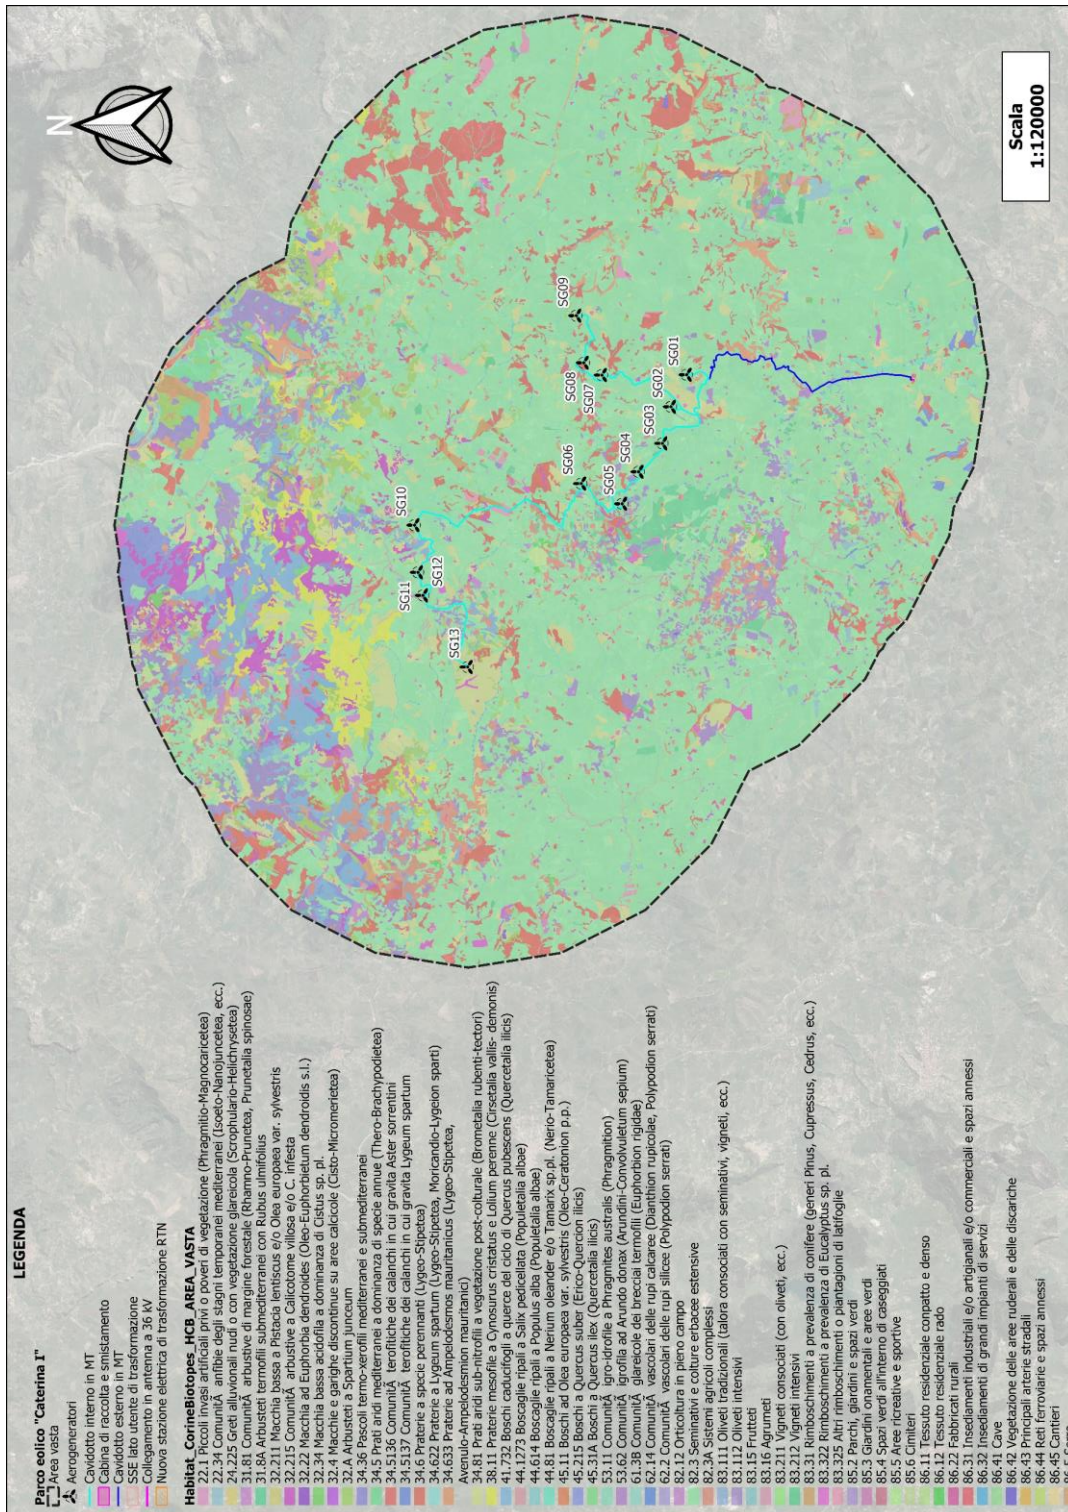 LEGENDA
Parco eolico "Caterina I"
Area vasta
Aerogeneratori
Cavidotto interno in MT
Cabina di raccolta e smistamento
Cavidotto esterno in MT
SSE lato utente di trasformazione
Collegamento in antenna a 36 kV
Nuova stazione elettrica di trasformazione RTN
Habitat_CorineBiotopes_HCB_AREA_VASTA
22.1 Piccoli invasi artificiali privi o poveri di vegetazione (Phragmitio-Magnocaricetea)
22.34 ComunitÃ anfibie degli stagni temporanei mediterranei (Isoeto-Nanojuncetea, ecc.)
24.225 Greti alluvionali nudi o con vegetazione glareicola (Scrophulario-Helichrysetea)
31.81 ComunitÃ arbustive di margine forestale (Rhamno-Prunetea, Prunetalia spinosae)
31.8A Arbusteti termofili submediterranei con Rubus ulmifolius
32.211 Macchia bassa a Pistacia lentiscus e/o Olea europaea var. sylvestris
32.215 ComunitÃ arbustive a Calicotome villosa e/o C. infesta
32.22 Macchia ad Euphorbia dendroides (Oleo-Euphorbietum dendroidis s.l.)
32.34 Macchia bassa acidofila a dominanza di Cistus sp. pl.
32.4 Macchie e garighe discontinue su aree calcicole (Cisto-Micromerietea)
32.A Arbusteti a Spartium junceum
34.36 Pascoli termo-xerofili mediterranei e submediterranei
34.5 Prati aridi mediterranei a dominanza di specie annue (Thero-Brachypodietea)
34.5136 ComunitÃ terofitiche dei calanchi in cui gravita Aster sorrentini
34.5137 ComunitÃ terofitiche dei calanchi in cui gravita Lygeum spartum
34.6 Praterie a specie perennanti (Lygeo-Stipetea)
34.622 Praterie a Lygeum spartum (Lygeo-Stipetea, Moricandio-Lygeion sparti)
34.633 Praterie ad Ampelodesmos mauritanicus (Lygeo-Stipetea,
Avenulo-Ampelodesmion mauritanici)
34.81 Prati aridi sub-nitrofili a vegetazione post-colturale (Brometalia rubenti-tectori)
38.11 Praterie mesofile a Cynosurus cristatus e Lolium perenne (Cirsetalia vallis- demonis)
41.732 Boschi caducifogli a querce del ciclo di Quercus pubescens (Quercetalia ilicis)
44.1273 Boscaglie ripali a Salix pedicellata (Populetalia albae)
44.614 Boscaglie ripali a Populus alba (Populetalia albae)
44.81 Boscaglie ripali a Nerium oleander e/o Tamarix sp.pl. (Nerio-Tamaricetea)
45.11 Boschi ad Olea europaea var. sylvestris (Oleo-Ceratonion p.p.)
45.215 Boschi a Quercus suber (Erico-Quercion ilicis)
45.31A Boschi a Quercus ilex (Quercetalia ilicis)
53.11 ComunitÃ igro-idrofile a Phragmites australis (Phragmition)
53.62 ComunitÃ igrofila ad Arundo donax (Arundini-Convolvuletum sepium)
61.3B ComunitÃ glareicole dei brecciai termofili (Euphorbion rigidae)
62.14 ComunitÃ vascolari delle rupi calcaree (Dianthion rupicolae, Polypodion serrati)
62.2 ComunitÃ vascolari delle rupi silicee (Polypodion serrati)
82.12 Orticoltura in pieno campo
82.3 Seminativi e colture erbacee estensive
82.3A Sistemi agricoli complessi
83.111 Oliveti tradizionali (talora consociati con seminativi, vigneti, ecc.)
83.112 Oliveti intensivi
83.15 Frutteti
83.16 Agrumeti
83.211 Vigneti consociati (con oliveti, ecc.)
83.212 Vigneti intensivi
83.31 Rimboschimenti a prevalenza di conifere (generi Pinus, Cupressus, Cedrus, ecc.)
83.322 Rimboschimenti a prevalenza di Eucalyptus sp. pl.
83.325 Altri rimboschimenti o piantagioni di latifoglie
85.2 Parchi, giardini e spazi verdi
85.3 Giardini ornamentali e aree verdi
85.4 Spazi verdi all'interno di caseggiati
85.5 Aree ricreative e sportive
85.6 Cimiteri
86.11 Tessuto residenziale compatto e denso
86.12 Tessuto residenziale rado
86.22 Fabbricati rurali
86.31 Insediamenti industriali e/o artigianali e/o commerciali e spazi annessi
86.32 Insediamenti di grandi impianti di servizi
86.41 Cave
86.42 Vegetazione delle aree ruderali e delle discariche
86.43 Principali arterie stradali
86.44 Reti ferroviarie e spazi annessi
86.45 Canteri
N
SG10
SG11
SG12
SG13
SG09
SG08
SG07
SG06
SG05
SG04
SG03
SG02
SG01
Scala
1:120000